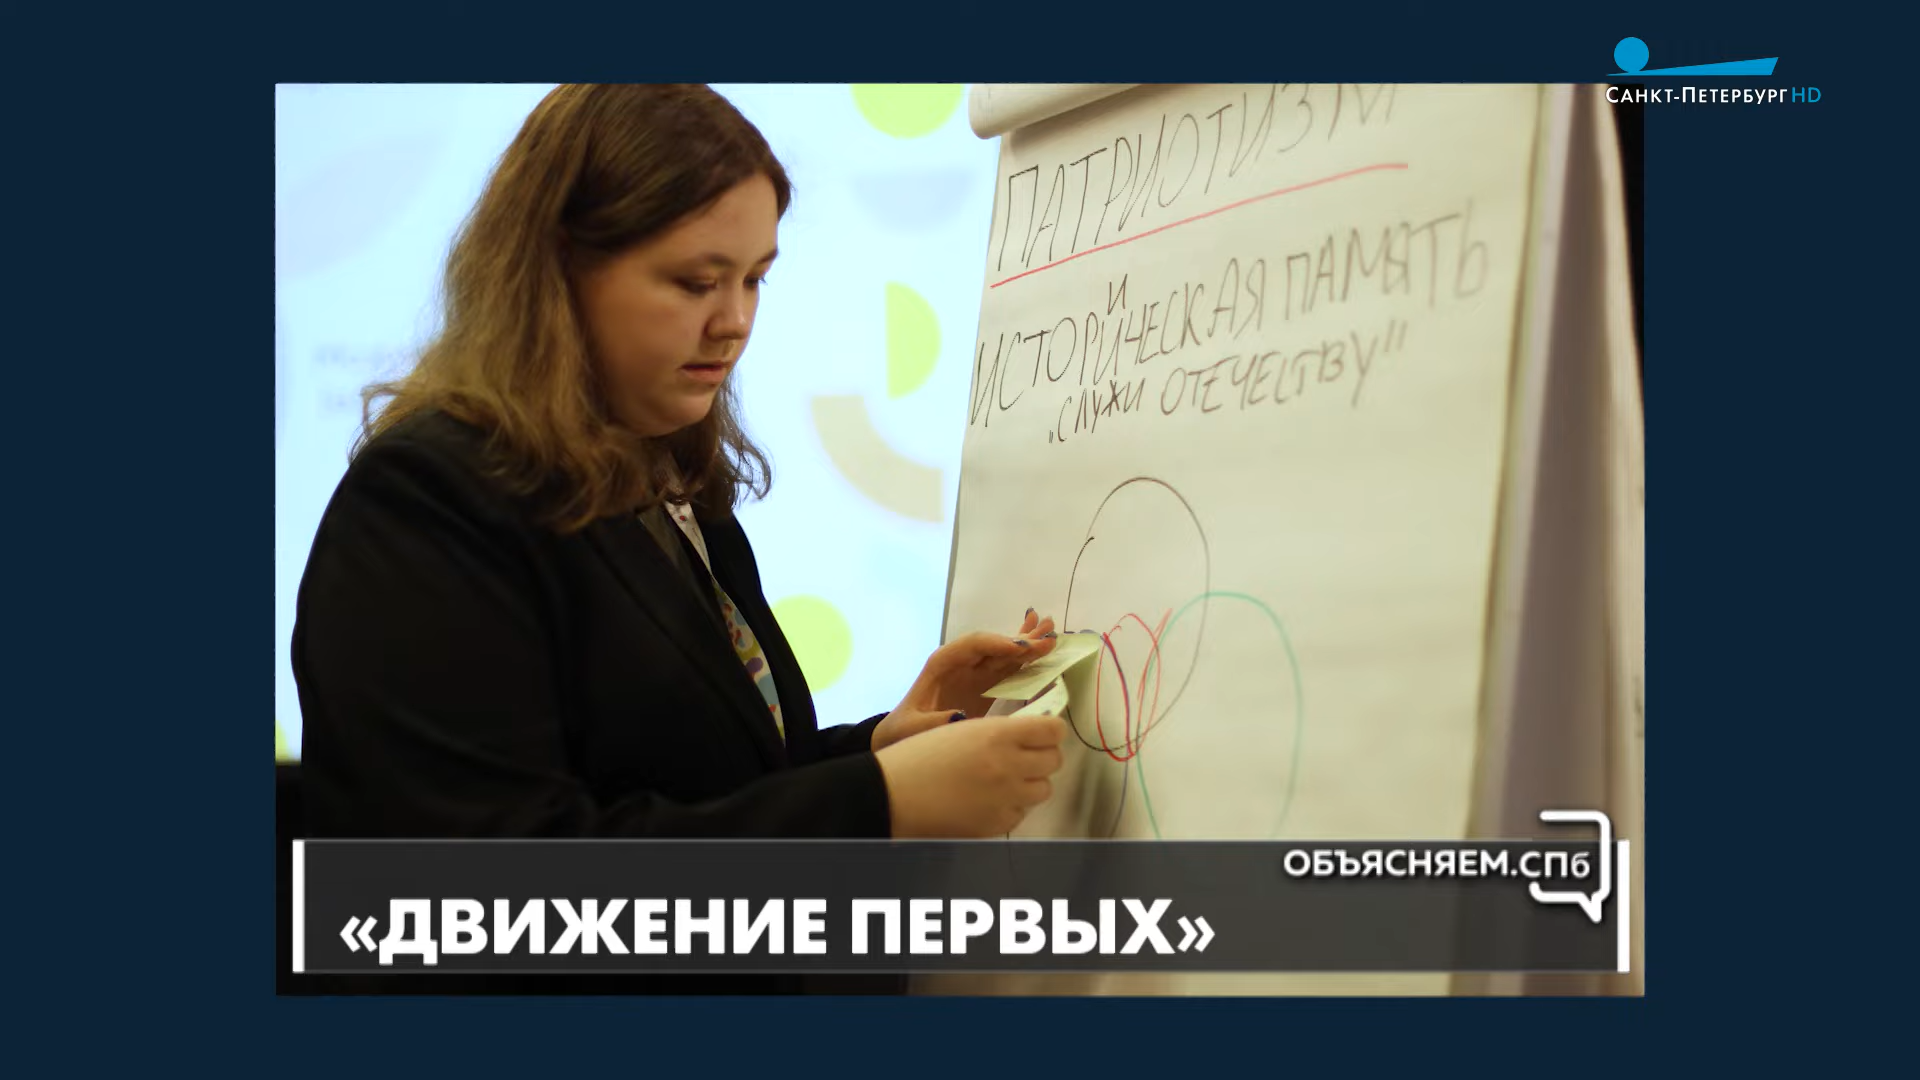 САНКТ-ПЕТЕРБУРГ HD
ПАТРИОТИЗМ
И
ИСТОРИЧЕСКАЯ ПАМЯТЬ
„СЛУЖИ ОТЕЧЕСТВУ"
ОБЪЯСНЯЕМ.СПб
«ДВИЖЕНИЕ ПЕРВЫХ»